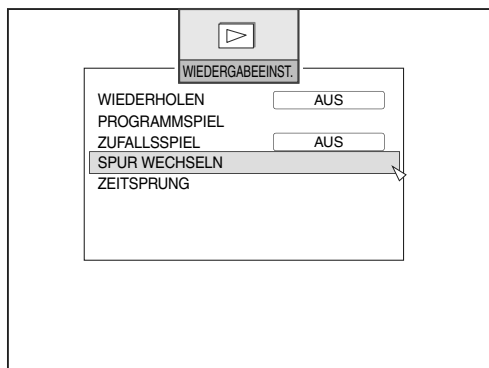 WIEDERGABEEINST.
WIEDERHOLEN AUS
PROGRAMMSPIEL
ZUFALLSSPIEL AUS
SPUR WECHSELN
ZEITSPRUNG